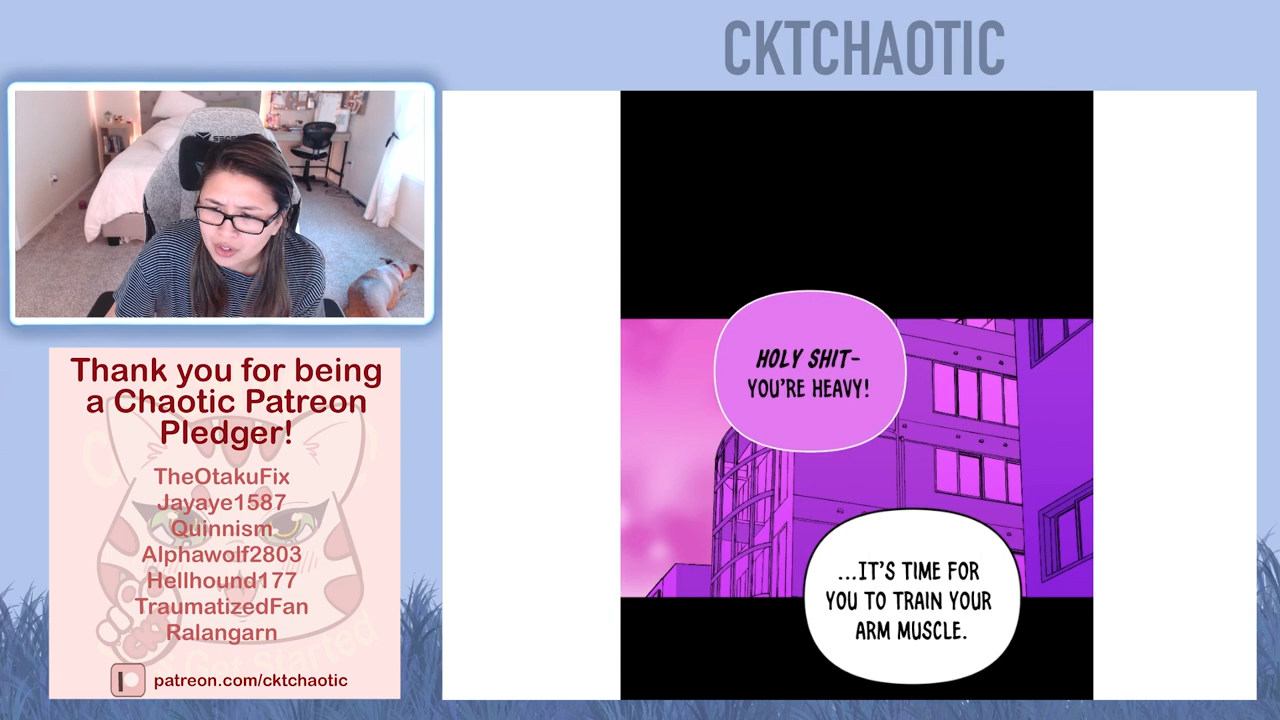 CKTCHAOTIC
Thank you for being
a Chaotic Patreon
Pledger!
TheOtakuFix
Jayaye1587
Quinnism
Alphawolf2803
Hellhound177
TraumatizedFan
Ralangarn
patreon.com/cktchaotic
HOLY SHIT-
YOU'RE HEAVY!
...IT'S TIME FOR
YOU TO TRAIN YOUR
ARM MUSCLE.